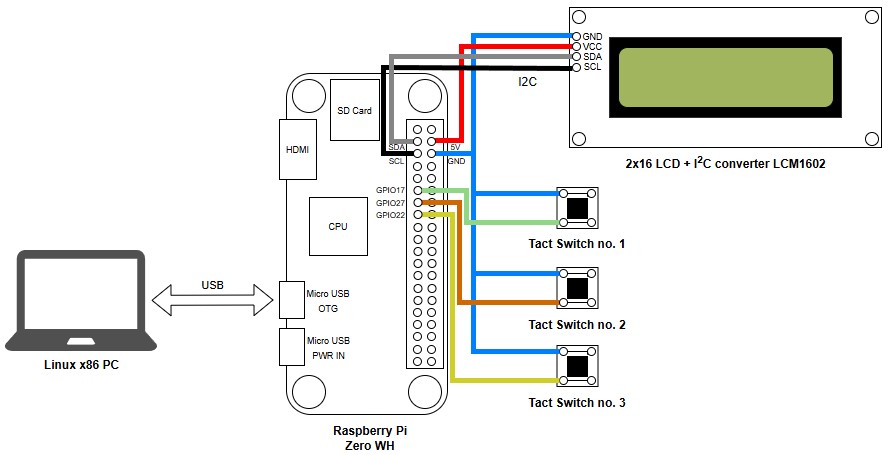 GND
VCC
SDA
SCL
I2C
2x16 LCD + I²C converter LCM1602
SD Card
HDMI
SDA
5V
SCL
GND
GPIO17
GPIO27
GPIO22
CPU
Tact Switch no. 1
USB
Micro USB
OTG
Tact Switch no. 2
Micro USB
PWR IN
Linux x86 PC
Tact Switch no. 3
Raspberry Pi
Zero WH